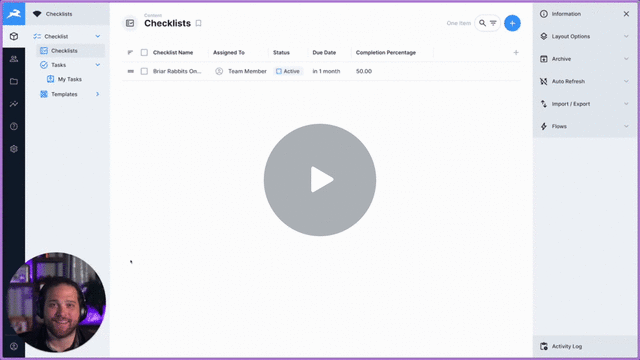 Checklists
Checklist
Checklists
Tasks
My Tasks
Templates
Content
Checklists
One Item
Checklist Name
Assigned To
Status
Due Date
Completion Percentage
Briar Rabbits On...
Team Member
Active
in 1 month
50.00
Information
Layout Options
Archive
Auto Refresh
Import / Export
Flows
Activity Log